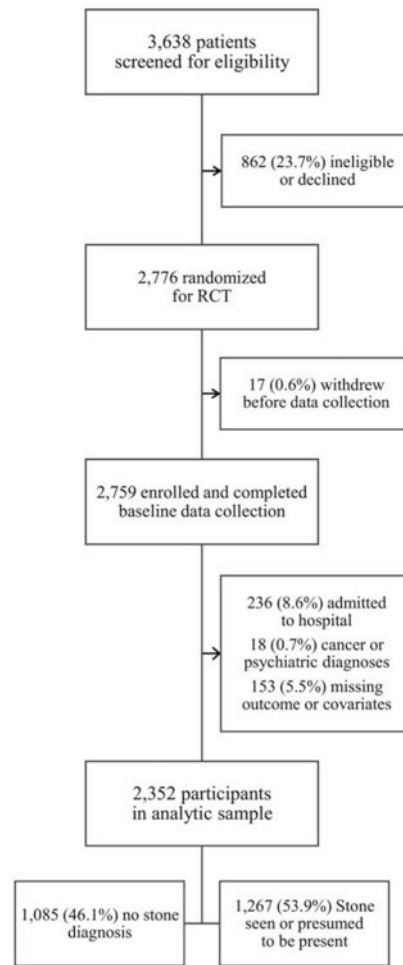 3,638 patients
screened for eligibility
862 (23.7%) ineligible
or declined
2,776 randomized
for RCT
17 (0.6%) withdrew
before data collection
2,759 enrolled and completed
baseline data collection
236 (8.6%) admitted
to hospital
18 (0.7%) cancer or
psychiatric diagnoses
153 (5.5%) missing
outcome or covariates
2,352 participants
in analytic sample
1,085 (46.1%) no stone
diagnosis
1,267 (53.9%) Stone
seen or presumed
to be present